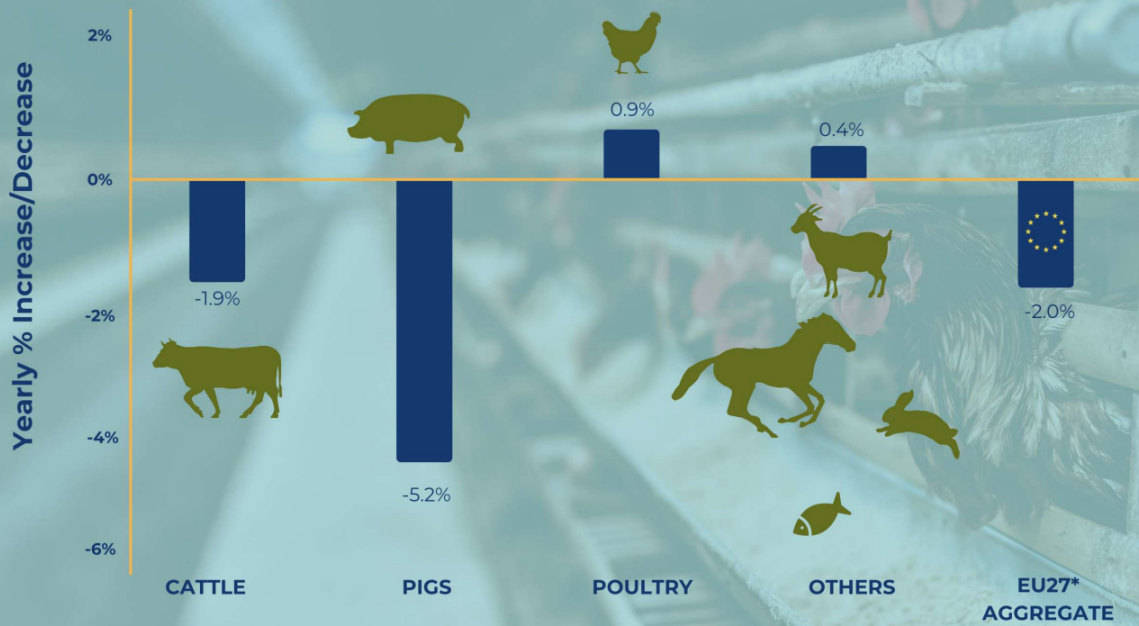 Yearly % Increase/Decrease
2%
0%
-2%
-4%
-6%
-1.9%
-5.2%
0.9%
0.4%
-2.0%
CATTLE
PIGS
POULTRY
OTHERS
EU27*
AGGREGATE